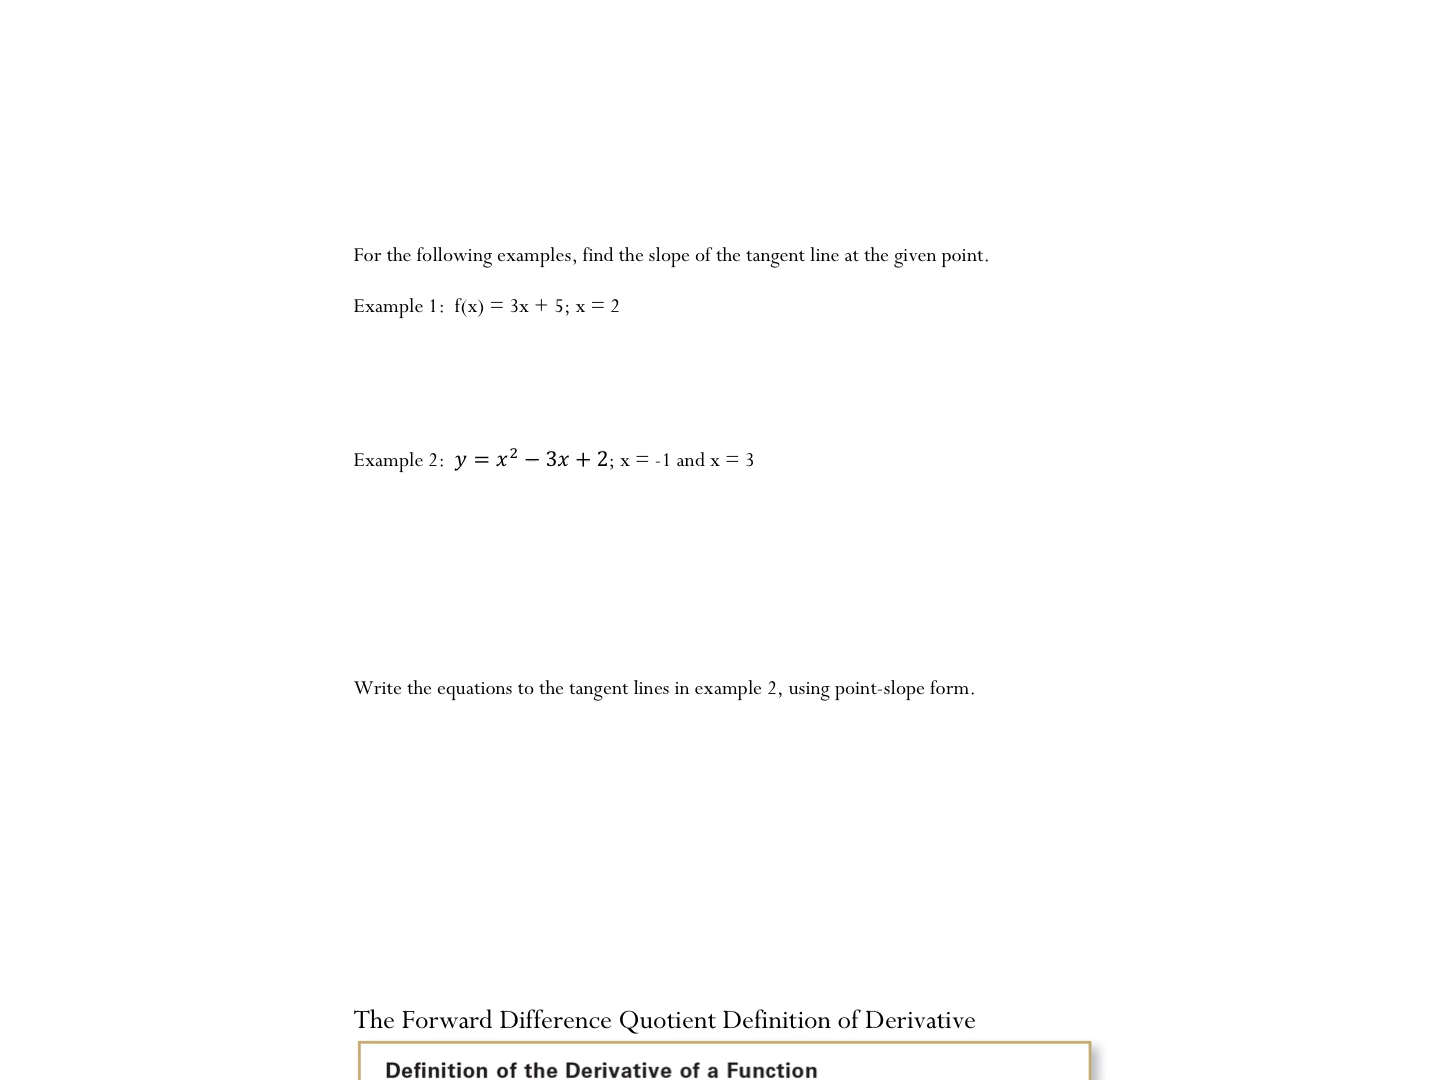 For the following examples, find the slope of the tangent line at the given point.
Example 1:  f(x) = 3x + 5; x = 2
Example 2:  y = x² − 3x + 2; x = -1 and x = 3
Write the equations to the tangent lines in example 2, using point-slope form.
The Forward Difference Quotient Definition of Derivative
Definition of the Derivative of a Function